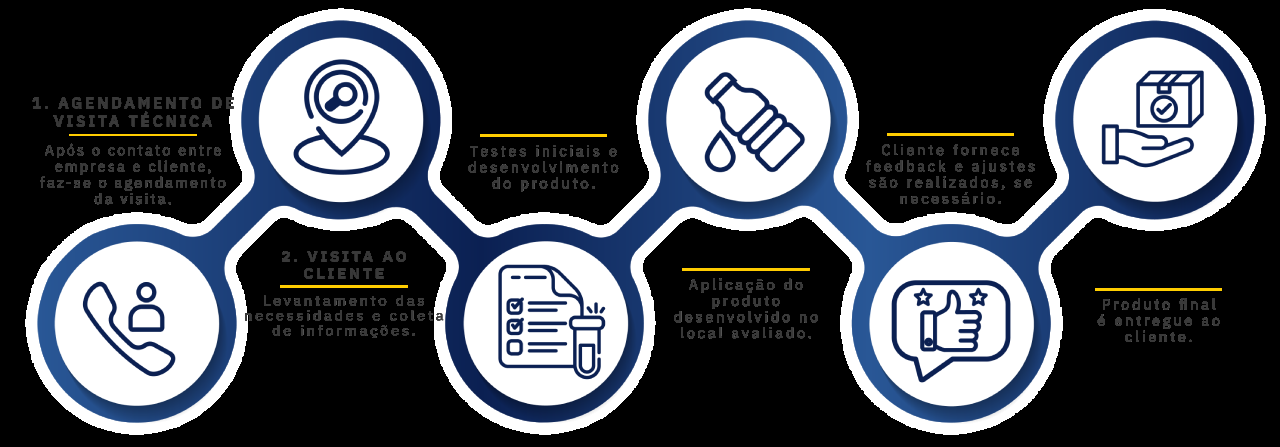 1. AGENDAMENTO DE
VISITA TÉCNICA
Após o contato entre
empresa e cliente,
faz-se o agendamento
da visita.
2. VISITA AO
CLIENTE
Levantamento das
necessidades e coleta
de informações.
Testes iniciais e
desenvolvimento
do produto.
Aplicação do
produto
desenvolvido no
local avaliado.
Cliente fornece
feedback e ajustes
são realizados, se
necessário.
Produto final
é entregue ao
cliente.